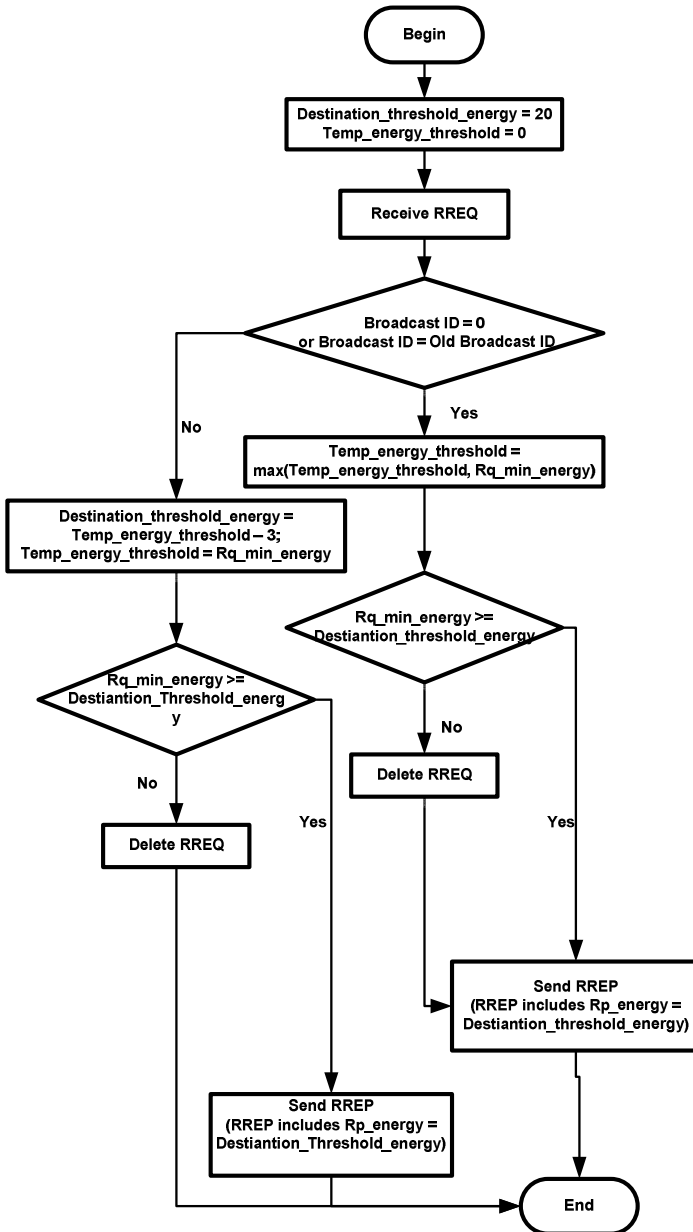 Begin
Destination_threshold_energy = 20
Temp_energy_threshold = 0
Receive RREQ
Broadcast ID = 0
or Broadcast ID = Old Broadcast ID
No
Yes
Temp_energy_threshold =
max(Temp_energy_threshold, Rq_min_energy)
Destination_threshold_energy =
Temp_energy_threshold – 3;
Temp_energy_threshold = Rq_min_energy
Rq_min_energy >=
Destiantion_threshold_energy
Rq_min_energy >=
Destiantion_Threshold_energ
y
No
Delete RREQ
No
Delete RREQ
Yes
Yes
Send RREP
(RREP includes Rp_energy =
Destiantion_threshold_energy)
Send RREP
(RREP includes Rp_energy =
Destiantion_Threshold_energy)
End